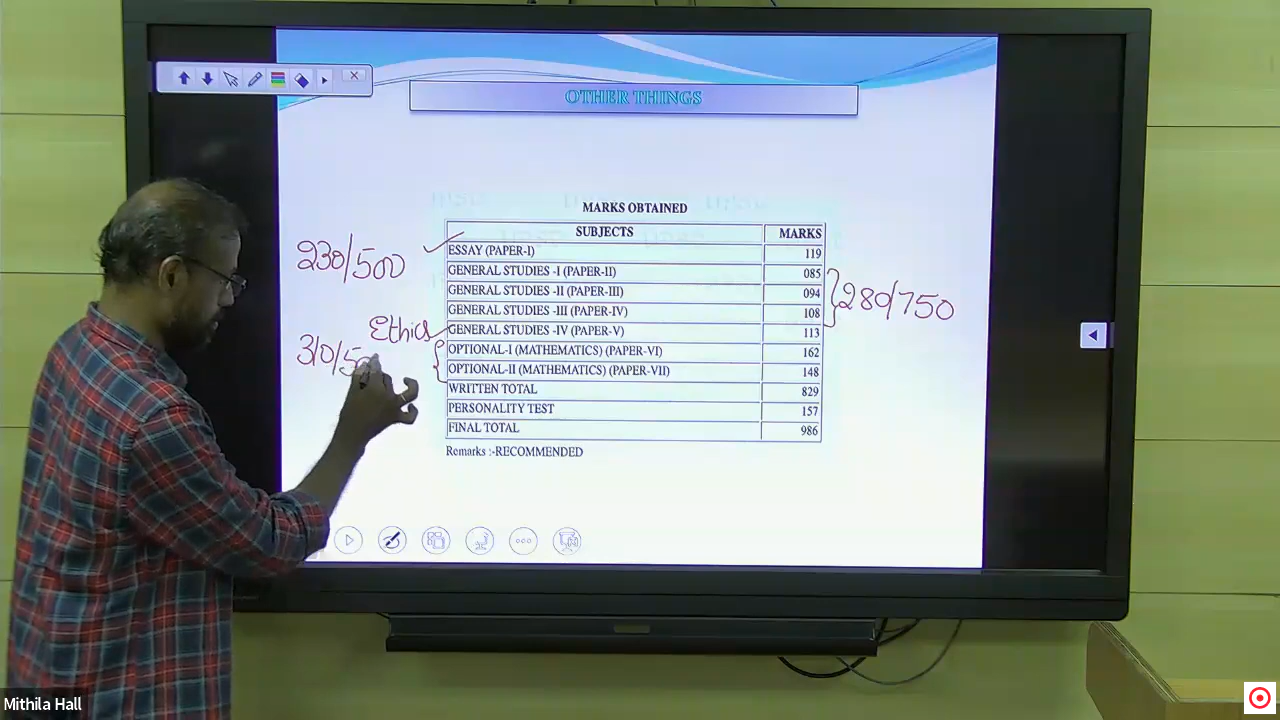 OTHER THINGS
MARKS OBTAINED
SUBJECTS MARKS
ESSAY (PAPER-I) 119
GENERAL STUDIES -I (PAPER-II) 085
GENERAL STUDIES -II (PAPER-III) 094
GENERAL STUDIES -III (PAPER-IV) 108
GENERAL STUDIES -IV (PAPER-V) 113
OPTIONAL-I (MATHEMATICS) (PAPER-VI) 162
OPTIONAL-II (MATHEMATICS) (PAPER-VII) 148
WRITTEN TOTAL 829
PERSONALITY TEST 157
FINAL TOTAL 986
Remarks :-RECOMMENDED
230/500
280/750
Ethics
310/50
Mithila Hall